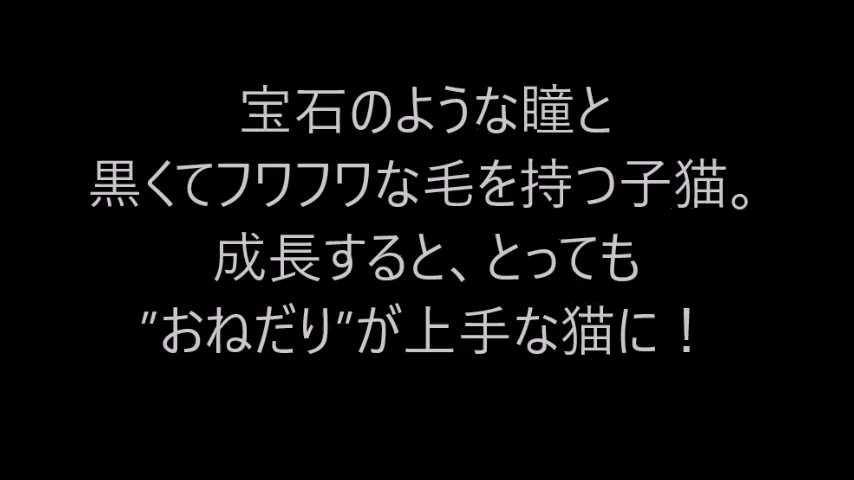 宝石のような瞳と
黒くてフワフワな毛を持つ子猫。
成長すると、とっても
"おねだり"が上手な猫に！